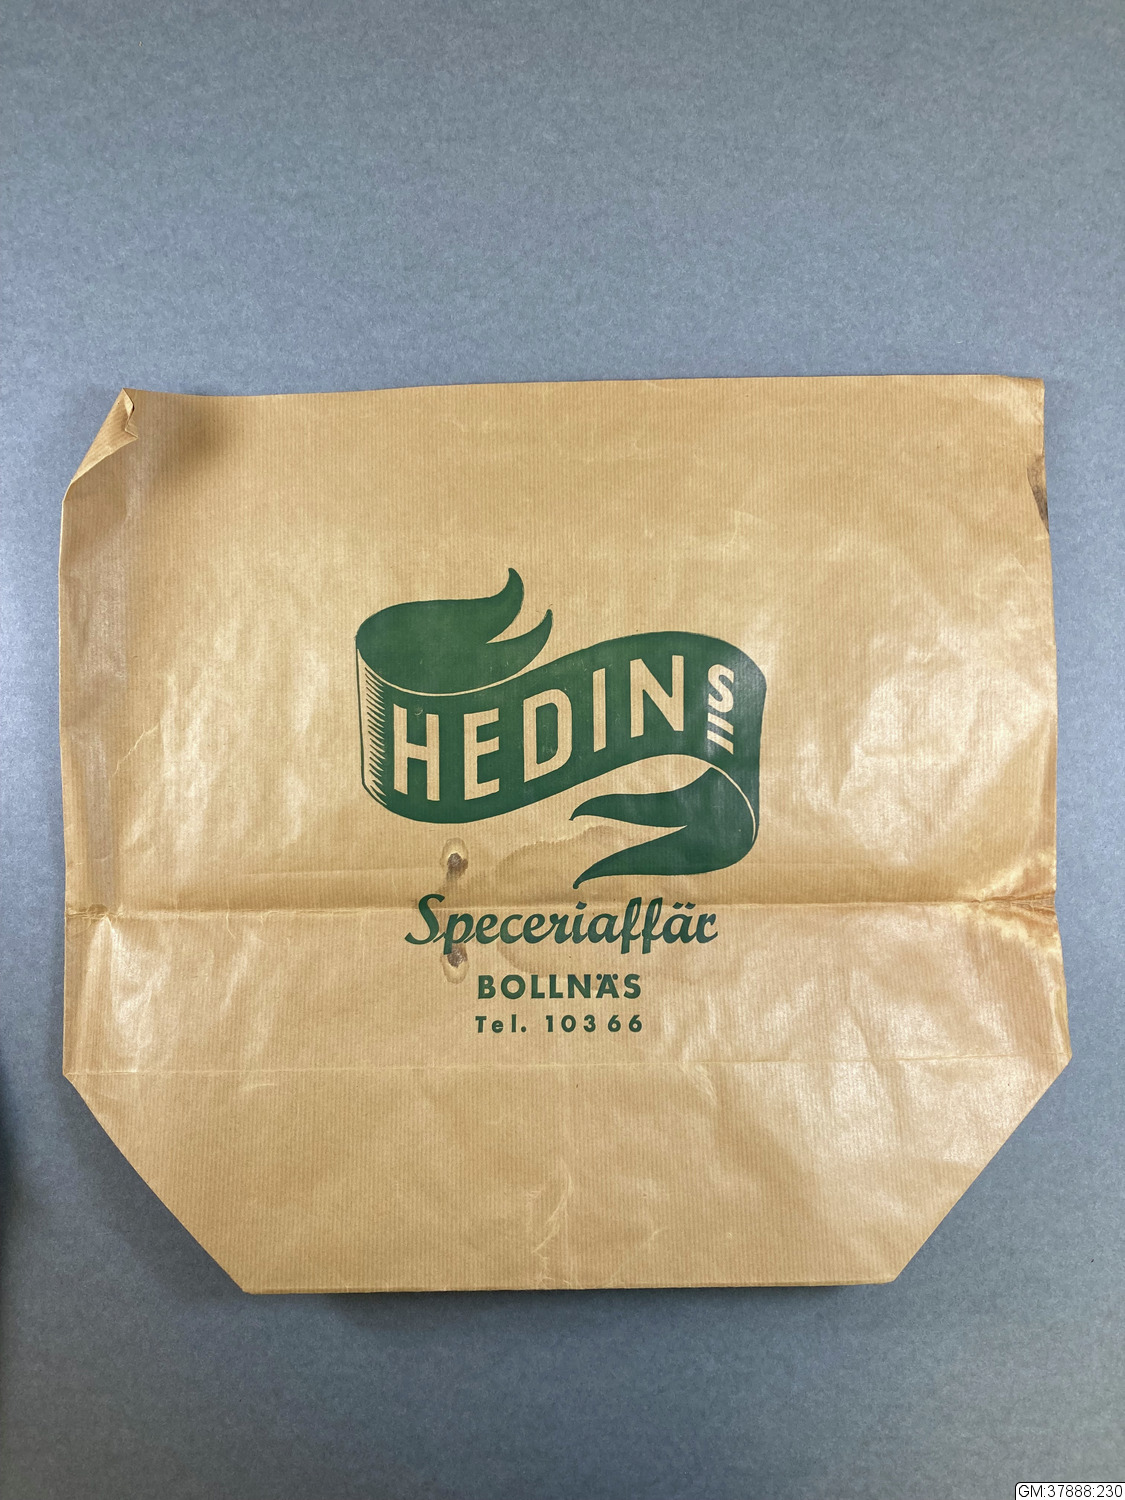 HEDINS
Speceriaffär
BOLLNÄS
Tel. 10366
GM:37888:230